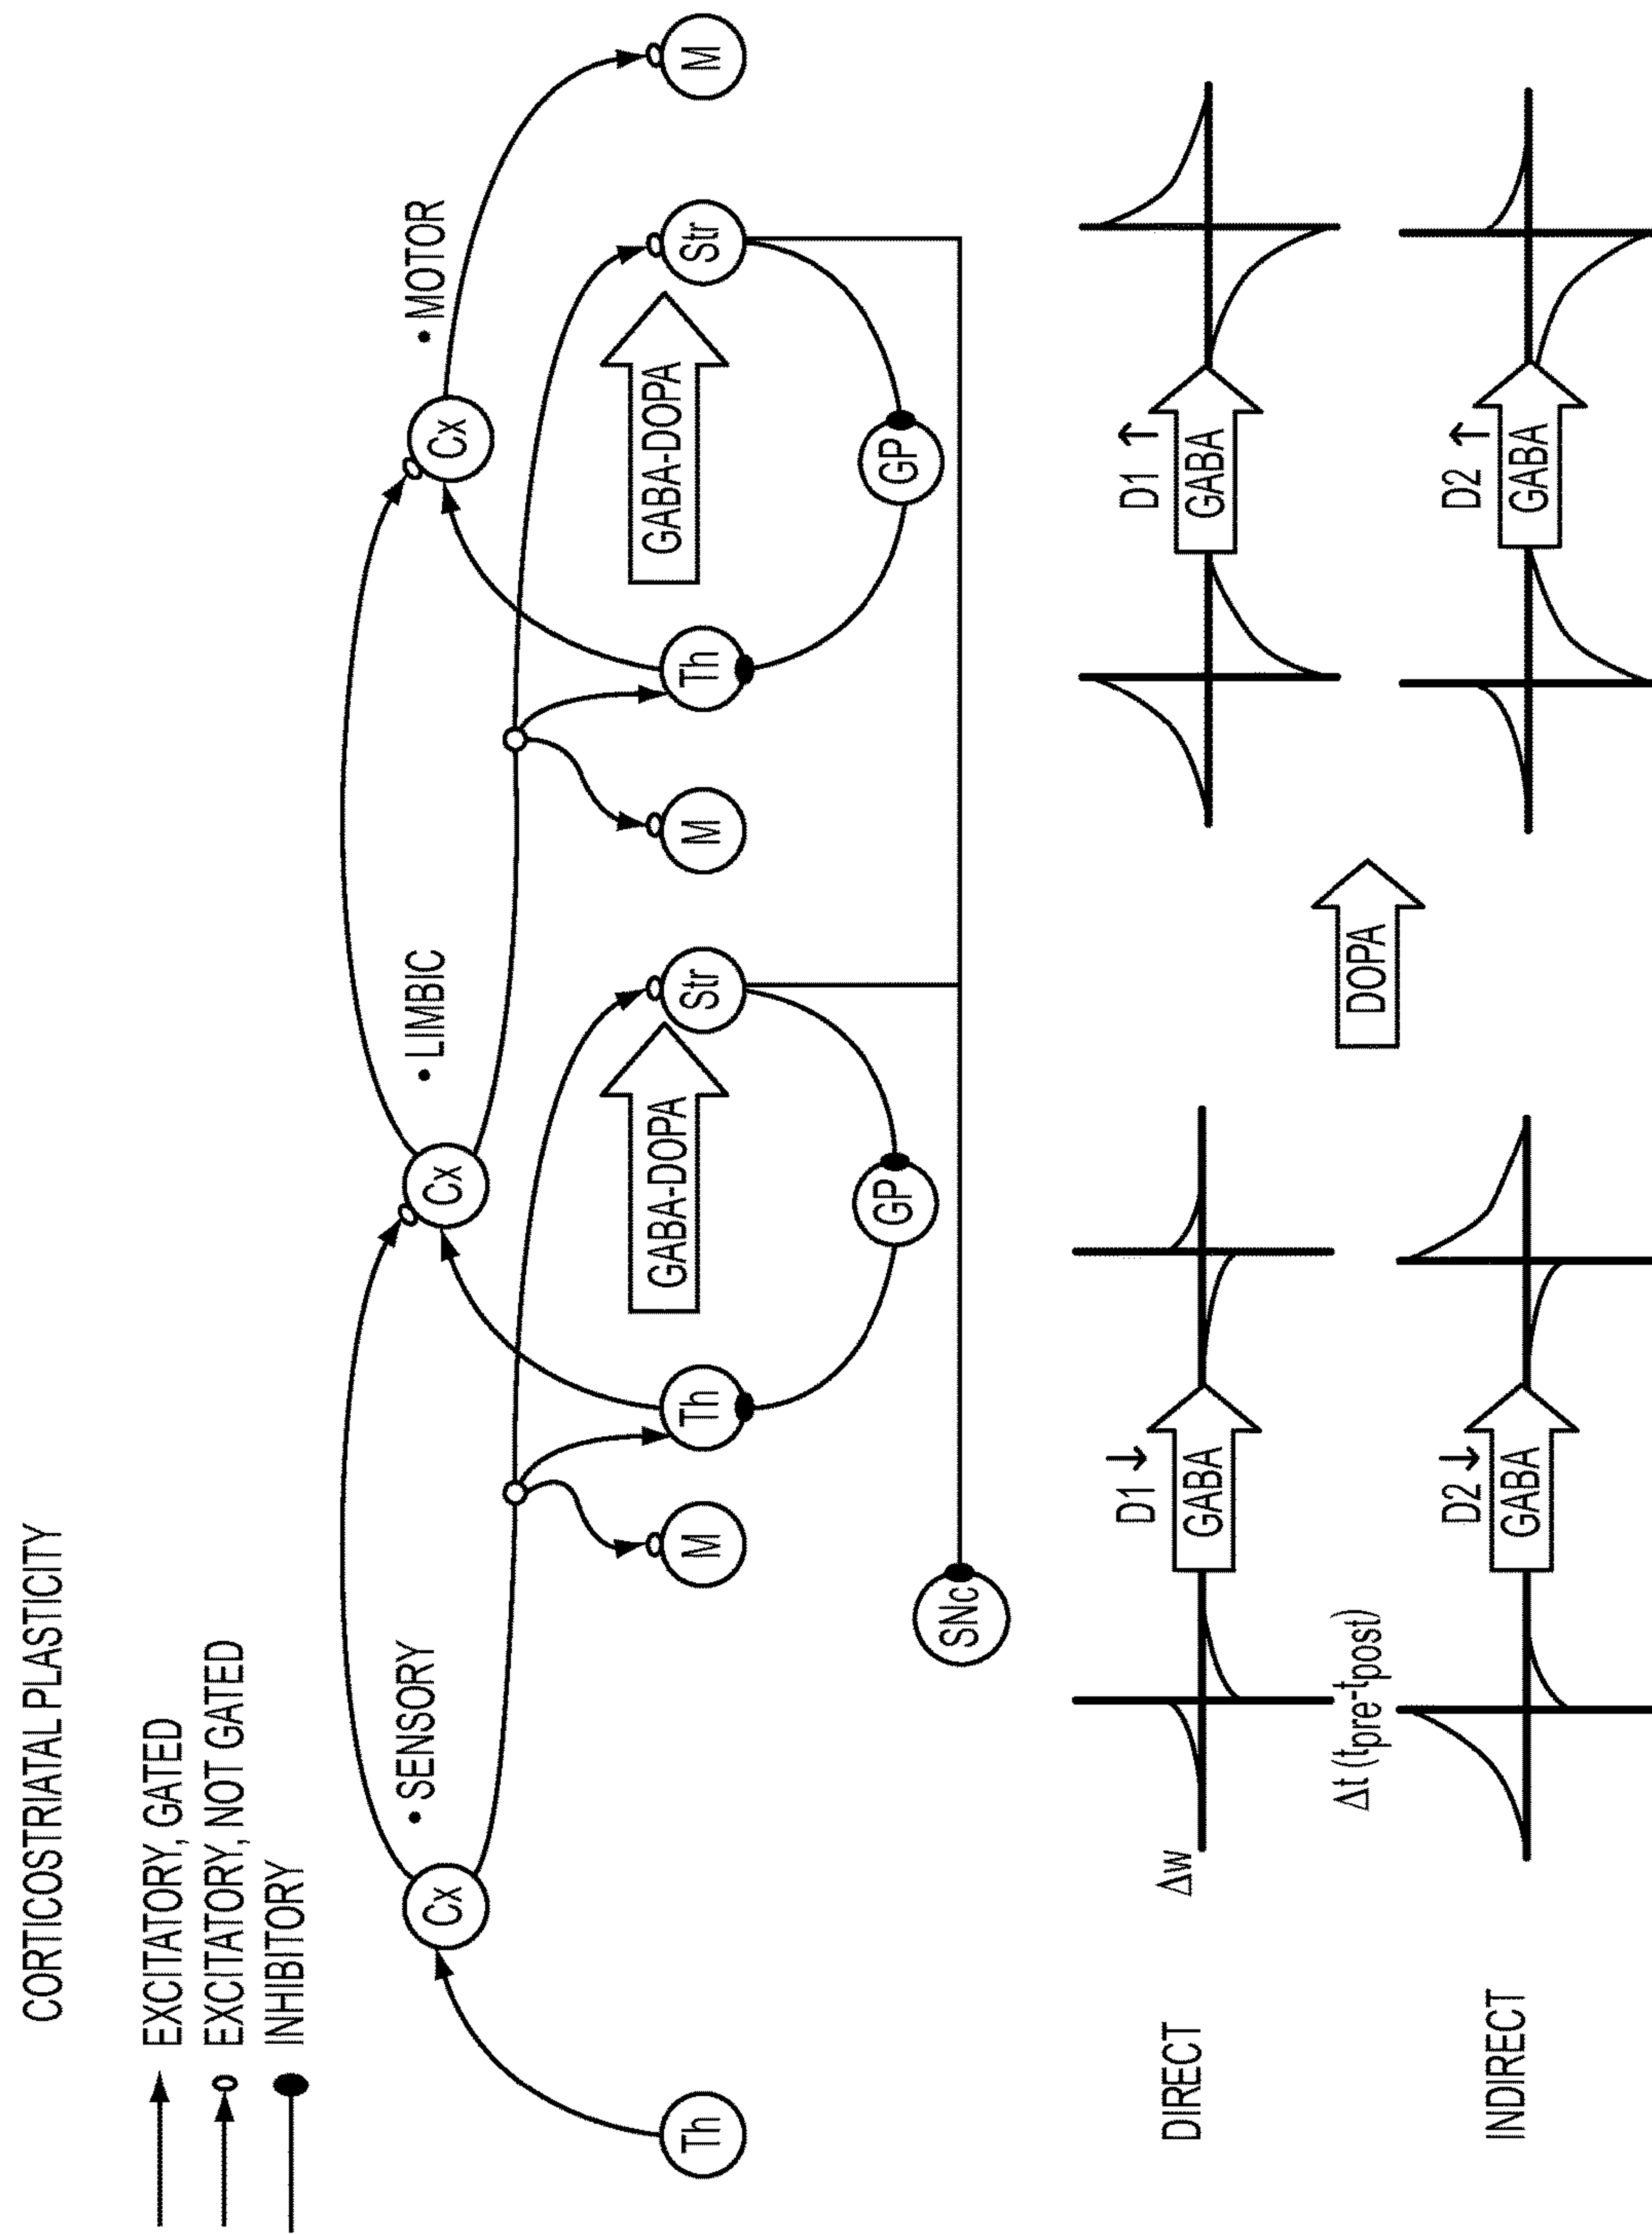 CORTICOSTRIATAL PLASTICITY
EXCITATORY, GATED
EXCITATORY, NOT GATED
INHIBITORY
• SENSORY
• LIMBIC
• MOTOR
Cx
Cx
Cx
GABA-DOPA
GABA-DOPA
Th
M
Th
Str
M
Th
Str
M
GP
GP
SNc
DIRECT
Δw
D1 ↓
GABA
D1 ↑
GABA
Δt (tpre-tpost)
DOPA
INDIRECT
D2 ↓
GABA
D2 ↑
GABA